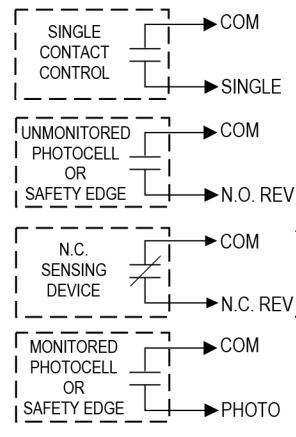 SINGLE
CONTACT
CONTROL
COM
SINGLE
UNMONITORED
PHOTOCELL
OR
SAFETY EDGE
COM
N.O. REV
N.C.
SENSING
DEVICE
COM
N.C. REV
MONITORED
PHOTOCELL
OR
SAFETY EDGE
COM
PHOTO